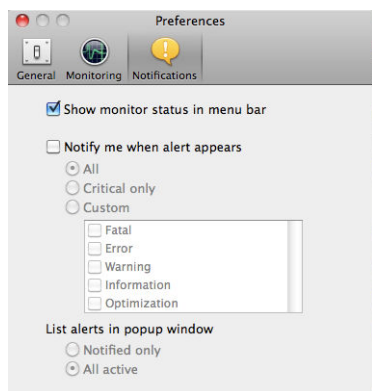 Preferences
General Monitoring Notifications
Show monitor status in menu bar
Notify me when alert appears
All
Critical only
Custom
Fatal
Error
Warning
Information
Optimization
List alerts in popup window
Notified only
All active